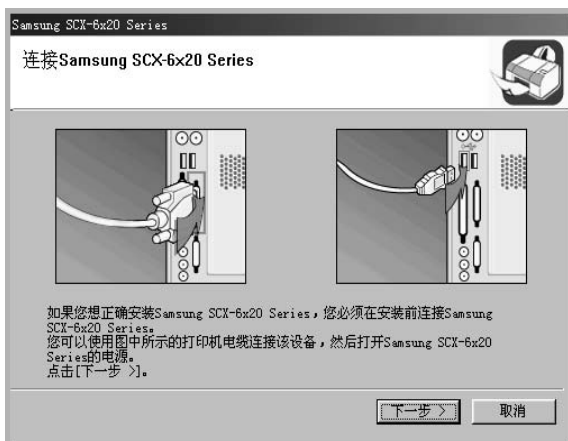 Samsung SCX-6x20 Series
连接Samsung SCX-6x20 Series
如果您想正确安装Samsung SCX-6x20 Series，您必须在安装前连接Samsung
SCX-6x20 Series。
您可以使用图中所示的打印机电缆连接该设备，然后打开Samsung SCX-6x20
Series的电源。
点击[下一步 >]。
下一步 >
取消